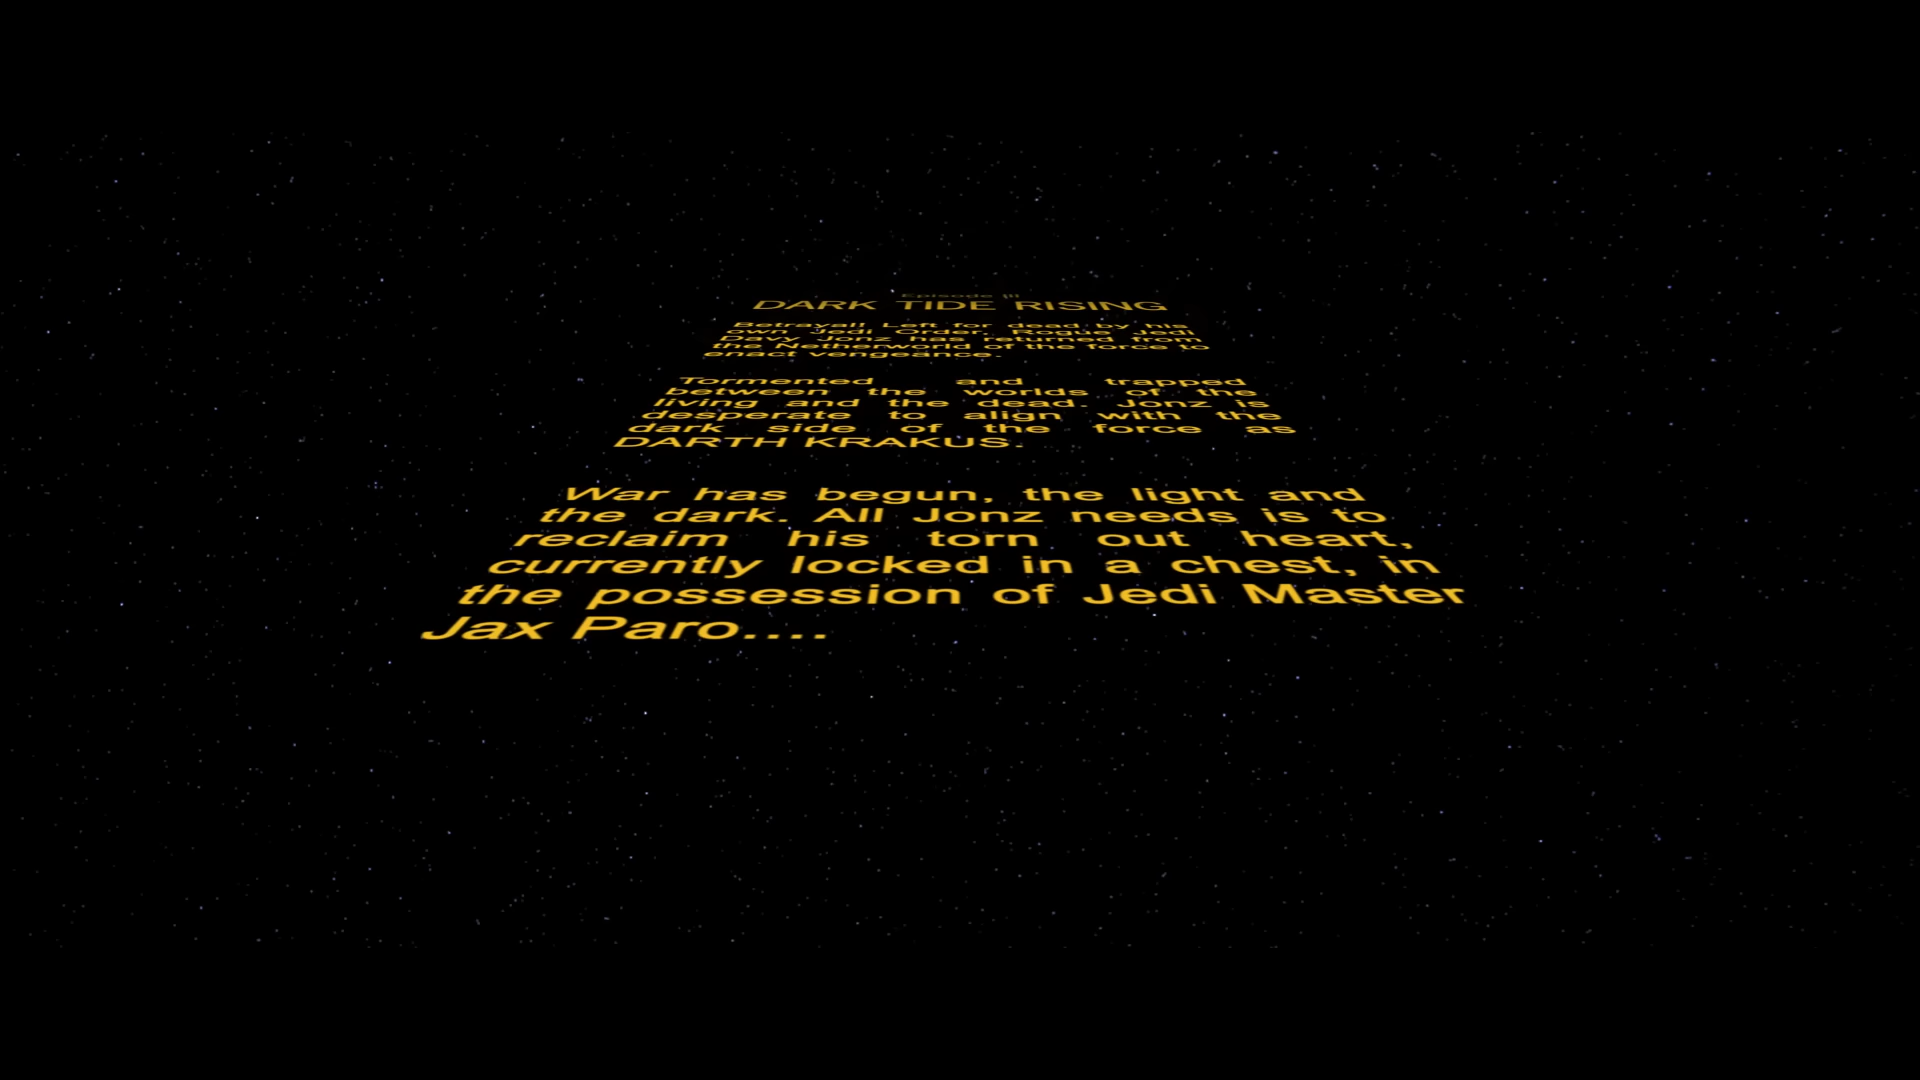 Episode III
DARK TIDE RISING
Betrayal! Left for dead by his
own Jedi Order. Rogue Jedi
Davy Jonz has returned from
the Netherworld of the force to
enact vengeance.
Tormented and trapped
between the worlds of the
living and the dead. Jonz is
desperate to align with the
dark side of the force as
DARTH KRAKUS.
War has begun, the light and
the dark. All Jonz needs is to
reclaim his torn out heart,
currently locked in a chest, in
the possession of Jedi Master
Jax Paro....